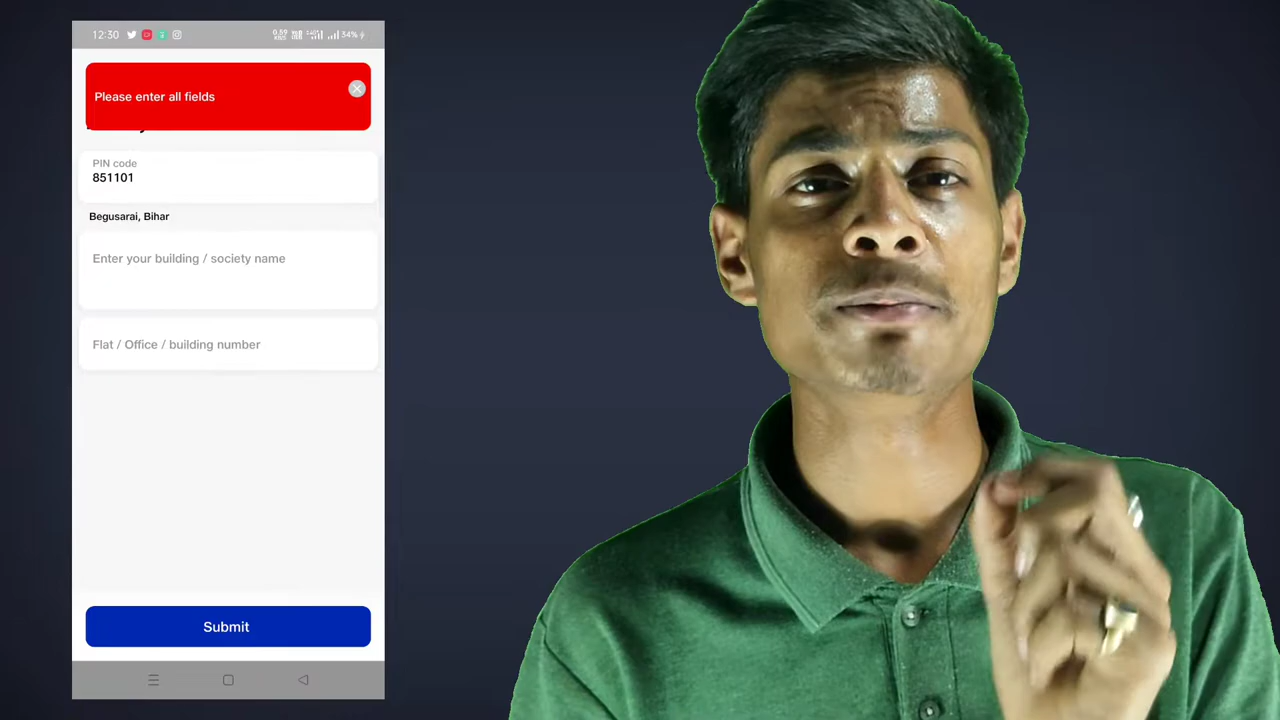 12:30
34%
Please enter all fields
PIN code
851101
Begusarai, Bihar
Enter your building / society name
Flat / Office / building number
Submit